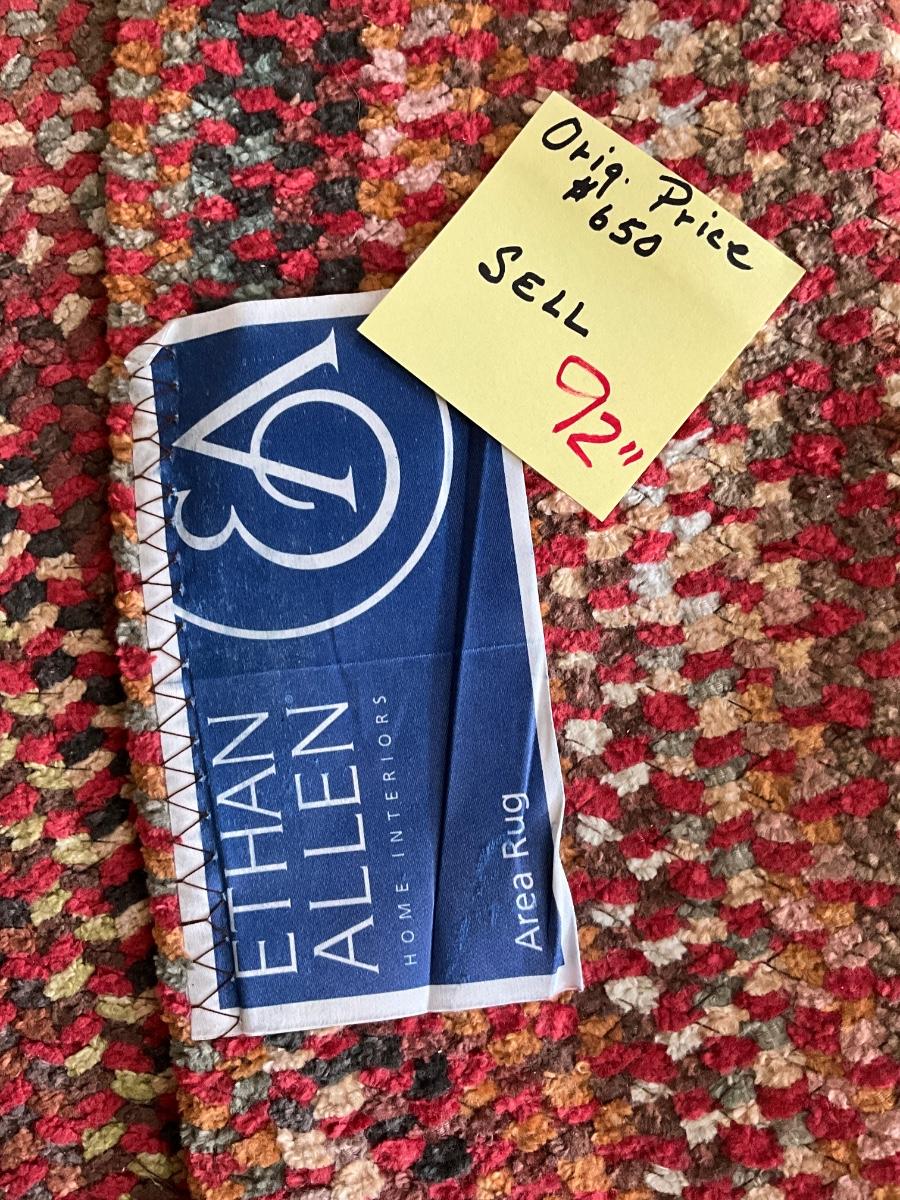 Orig. Price
$650
SELL
92"
ETHAN
ALLEN®
HOME INTERIORS
Area Rug